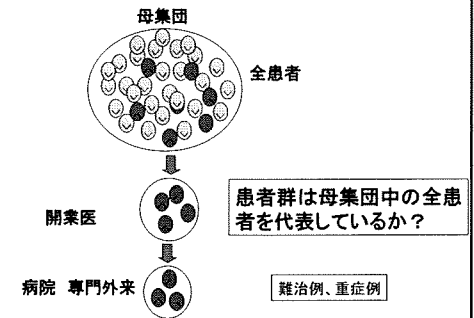 母集団
全患者
開業医
患者群は母集団中の全患
者を代表しているか？
病院 専門外来
難治例、重症例